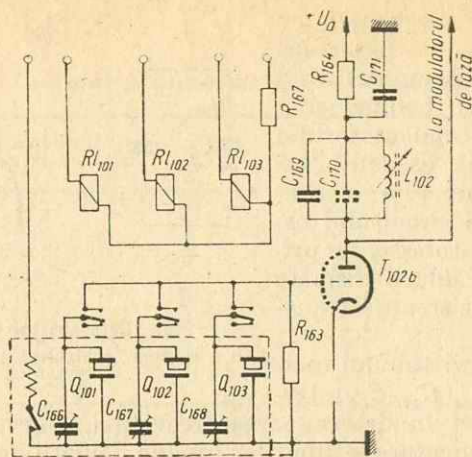 + Ua
R164
C171
La modulatorul
de fază
R167
Rl101
Rl102
Rl103
C169
C170
L102
T102b
R163
Q101
Q102
Q103
C166
C167
C168